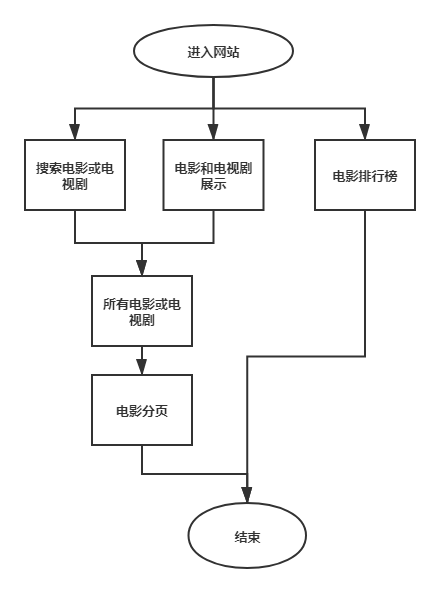 进入网站
搜索电影或电
视剧
电影和电视剧
展示
电影排行榜
所有电影或电
视剧
电影分页
结束